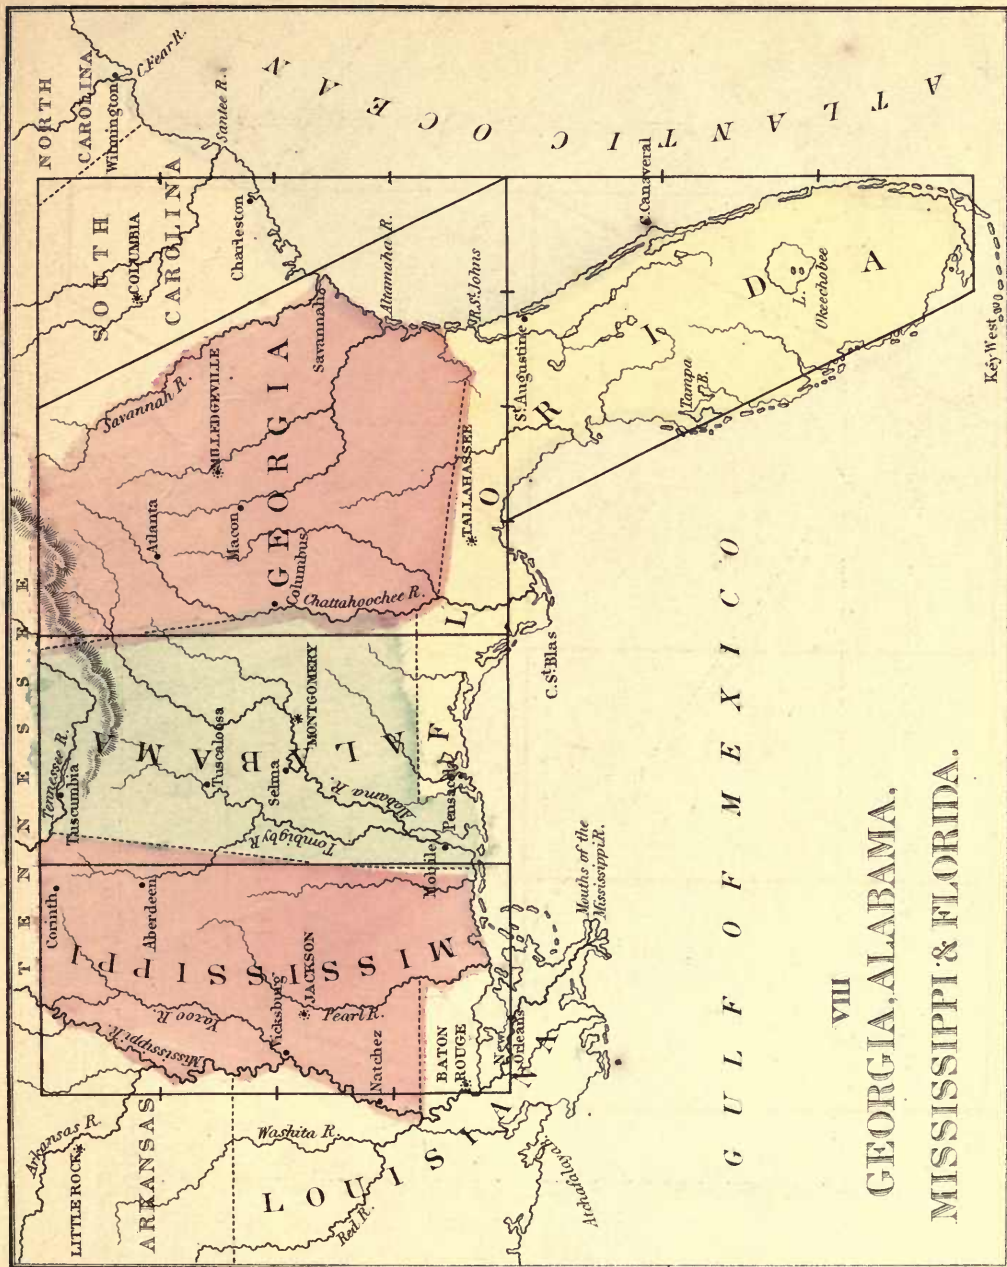 NORTH
CAROLINA
Wilmington
C. Fear R.
SOUTH
CAROLINA
COLUMBIA
Santee R.
Charleston
ATLANTIC OCEAN
TENNESSEE
Savannah R.
MILLEDGEVILLE
Atlanta
Macon
GEORGIA
Columbus
Savannah
Altamaha R.
Chattahoochee R.
R. St. Johns
St. Augustine
C. Canaveral
TALLAHASSEE
FLORIDA
Tampa
B.
L.
Okeechobee
Key West
C. St. Blas
Pensacola
Tennessee R.
Tuscumbia
ALABAMA
Tuscaloosa
Selma
MONTGOMERY
Alabama R.
Tombigby R.
Mobile
Corinth
Aberdeen
MISSISSIPPI
Yazoo R.
Mississippi R.
Vicksburg
JACKSON
Pearl R.
Natchez
BATON
ROUGE
New
Orleans
Mouths of the
Mississippi R.
LITTLE ROCK
Arkansas R.
ARKANSAS
Washita R.
LOUISIANA
Red R.
Atchafalayah
GULF OF MEXICO
VIII
GEORGIA, ALABAMA,
MISSISSIPPI & FLORIDA.